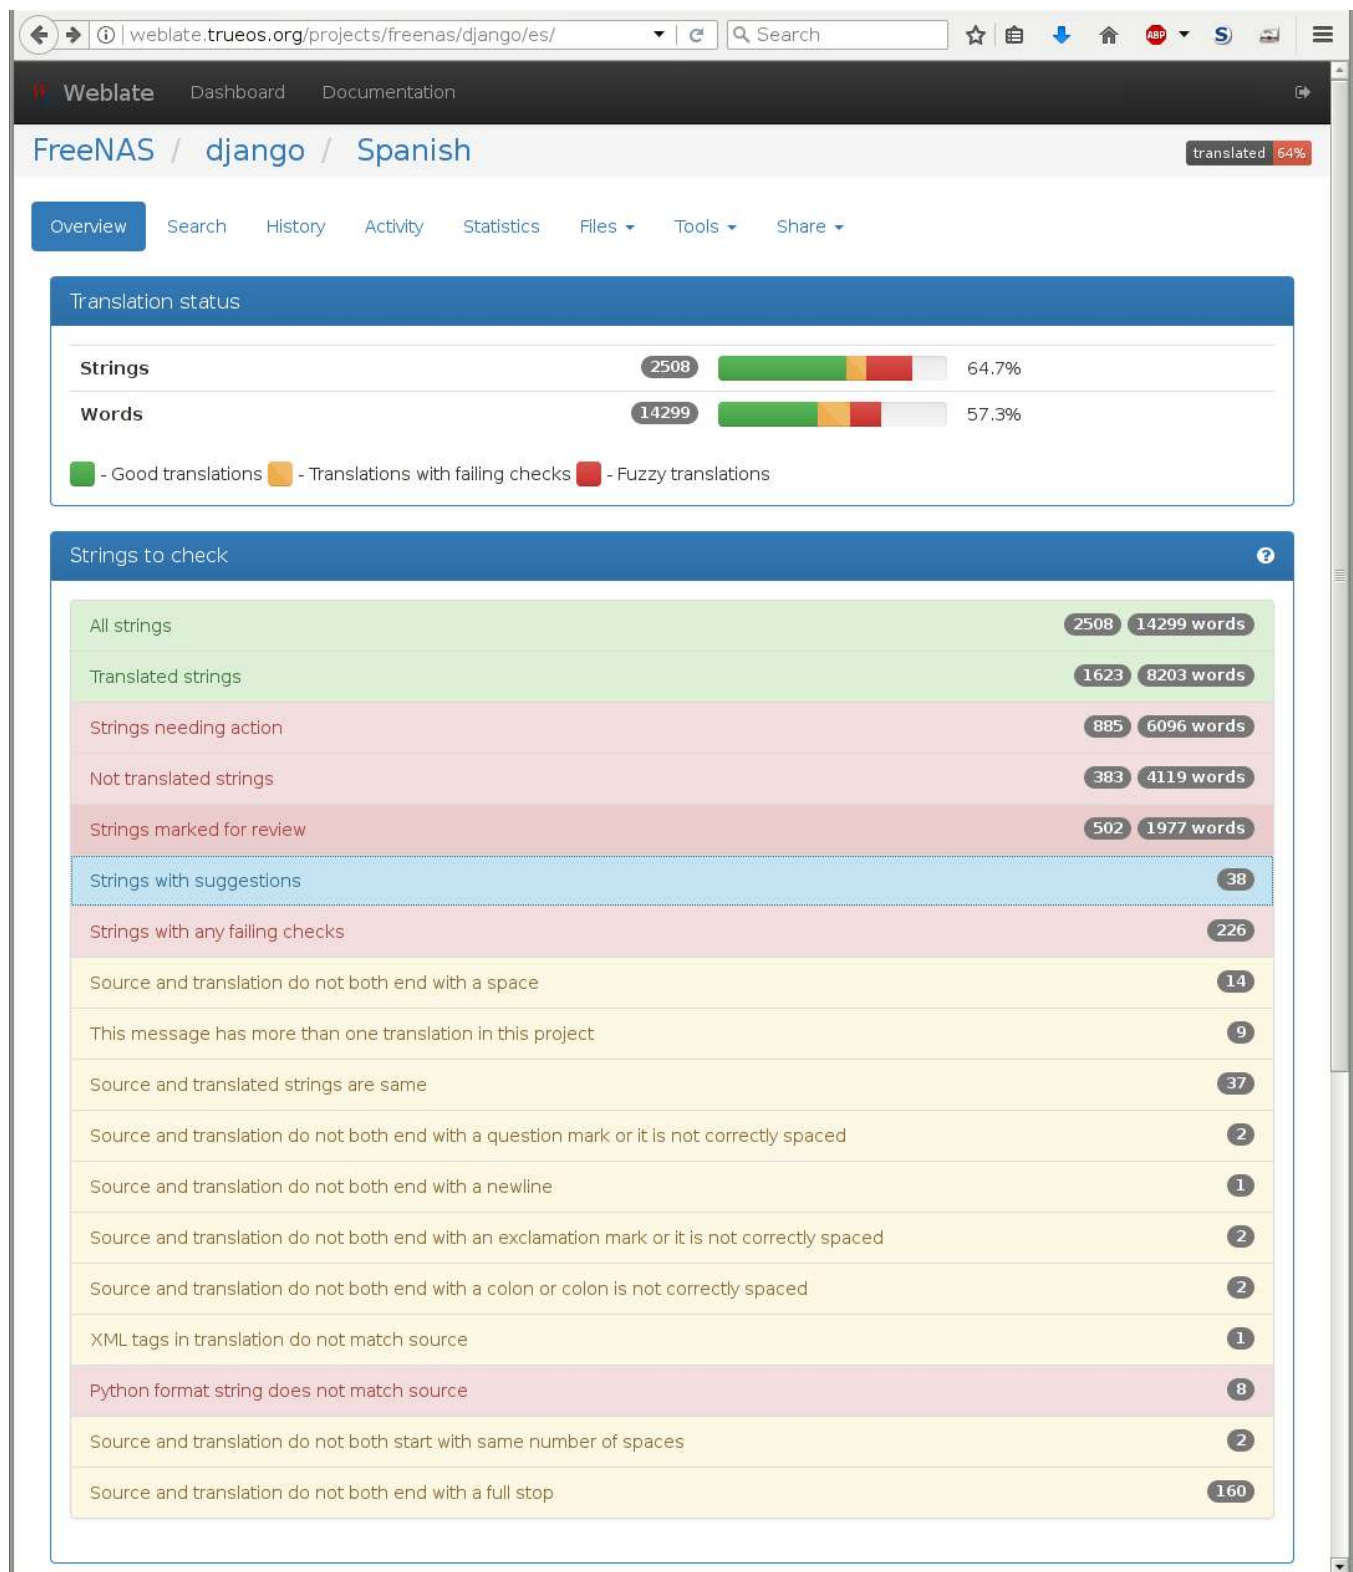 weblate.trueos.org/projects/freenas/django/es/ Search ABP S
Weblate Dashboard Documentation
FreeNAS / django / Spanish translated 64%
Overview Search History Activity Statistics Files Tools Share
Translation status
Strings 2508 64.7%
Words 14299 57.3%
- Good translations - Translations with failing checks - Fuzzy translations
Strings to check ?
All strings 2508 14299 words
Translated strings 1623 8203 words
Strings needing action 885 6096 words
Not translated strings 383 4119 words
Strings marked for review 502 1977 words
Strings with suggestions 38
Strings with any failing checks 226
Source and translation do not both end with a space 14
This message has more than one translation in this project 9
Source and translated strings are same 37
Source and translation do not both end with a question mark or it is not correctly spaced 2
Source and translation do not both end with a newline 1
Source and translation do not both end with an exclamation mark or it is not correctly spaced 2
Source and translation do not both end with a colon or colon is not correctly spaced 2
XML tags in translation do not match source 1
Python format string does not match source 8
Source and translation do not both start with same number of spaces 2
Source and translation do not both end with a full stop 160